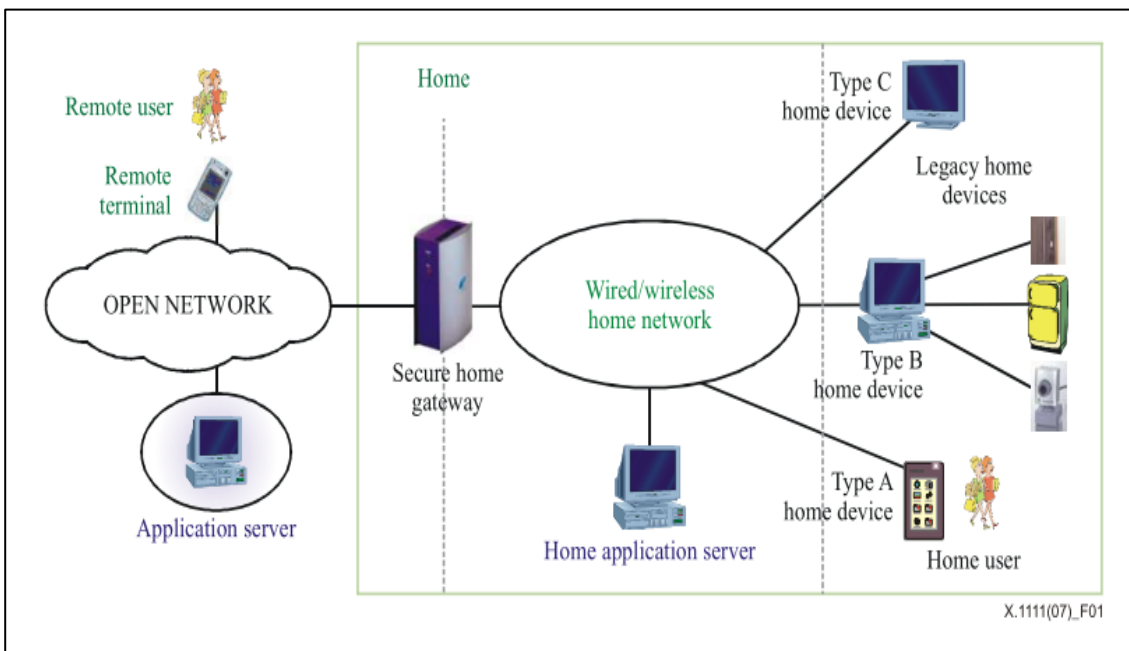 Remote user
Remote
terminal
OPEN NETWORK
Application server
Home
Secure home
gateway
Wired/wireless
home network
Home application server
Type C
home device
Legacy home
devices
Type B
home device
Type A
home device
Home user
X.1111(07)_F01